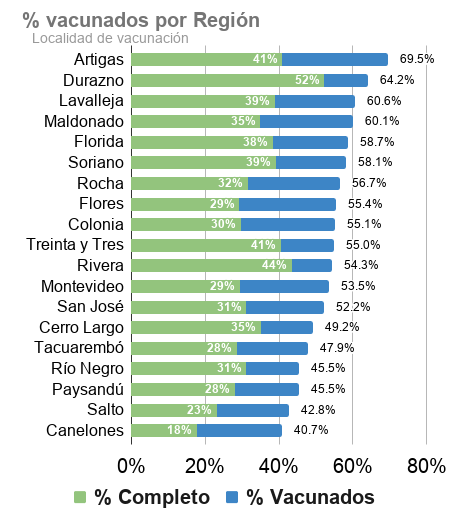 % vacunados por Región
Localidad de vacunación
Artigas 41% 69.5%
Durazno 52% 64.2%
Lavalleja 39% 60.6%
Maldonado 35% 60.1%
Florida 38% 58.7%
Soriano 39% 58.1%
Rocha 32% 56.7%
Flores 29% 55.4%
Colonia 30% 55.1%
Treinta y Tres 41% 55.0%
Rivera 44% 54.3%
Montevideo 29% 53.5%
San José 31% 52.2%
Cerro Largo 35% 49.2%
Tacuarembó 28% 47.9%
Río Negro 31% 45.5%
Paysandú 28% 45.5%
Salto 23% 42.8%
Canelones 18% 40.7%
0% 20% 40% 60% 80%
% Completo % Vacunados